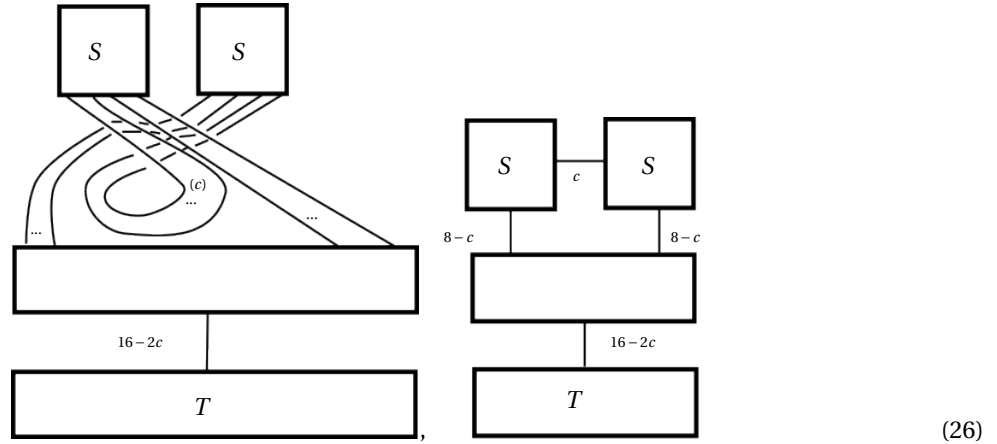 S S
S S
(c)
...
c
...
...
8 − c 8 − c
16 − 2c 16 − 2c
T T
, (26)